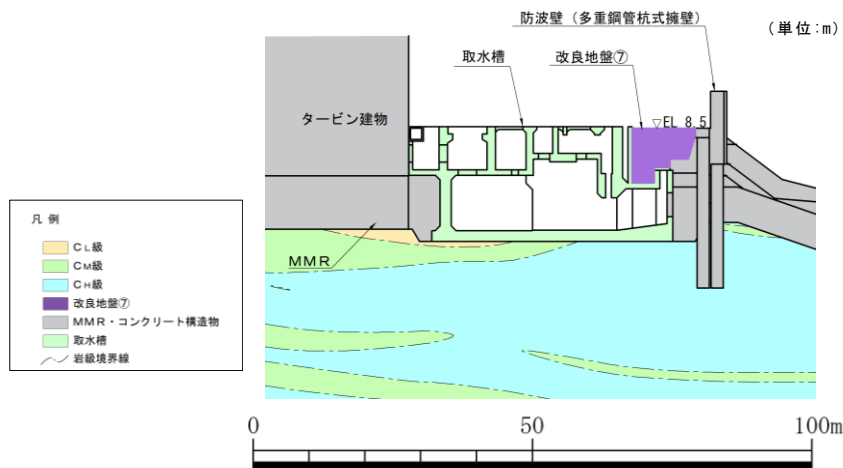 防波壁（多重鋼管杭式擁壁）
（単位:m）
取水槽
改良地盤⑦
タービン建物
▽EL 8.5
MMR
凡例
CL級
CM級
CH級
改良地盤⑦
MMR・コンクリート構造物
取水槽
岩級境界線
0
50
100m